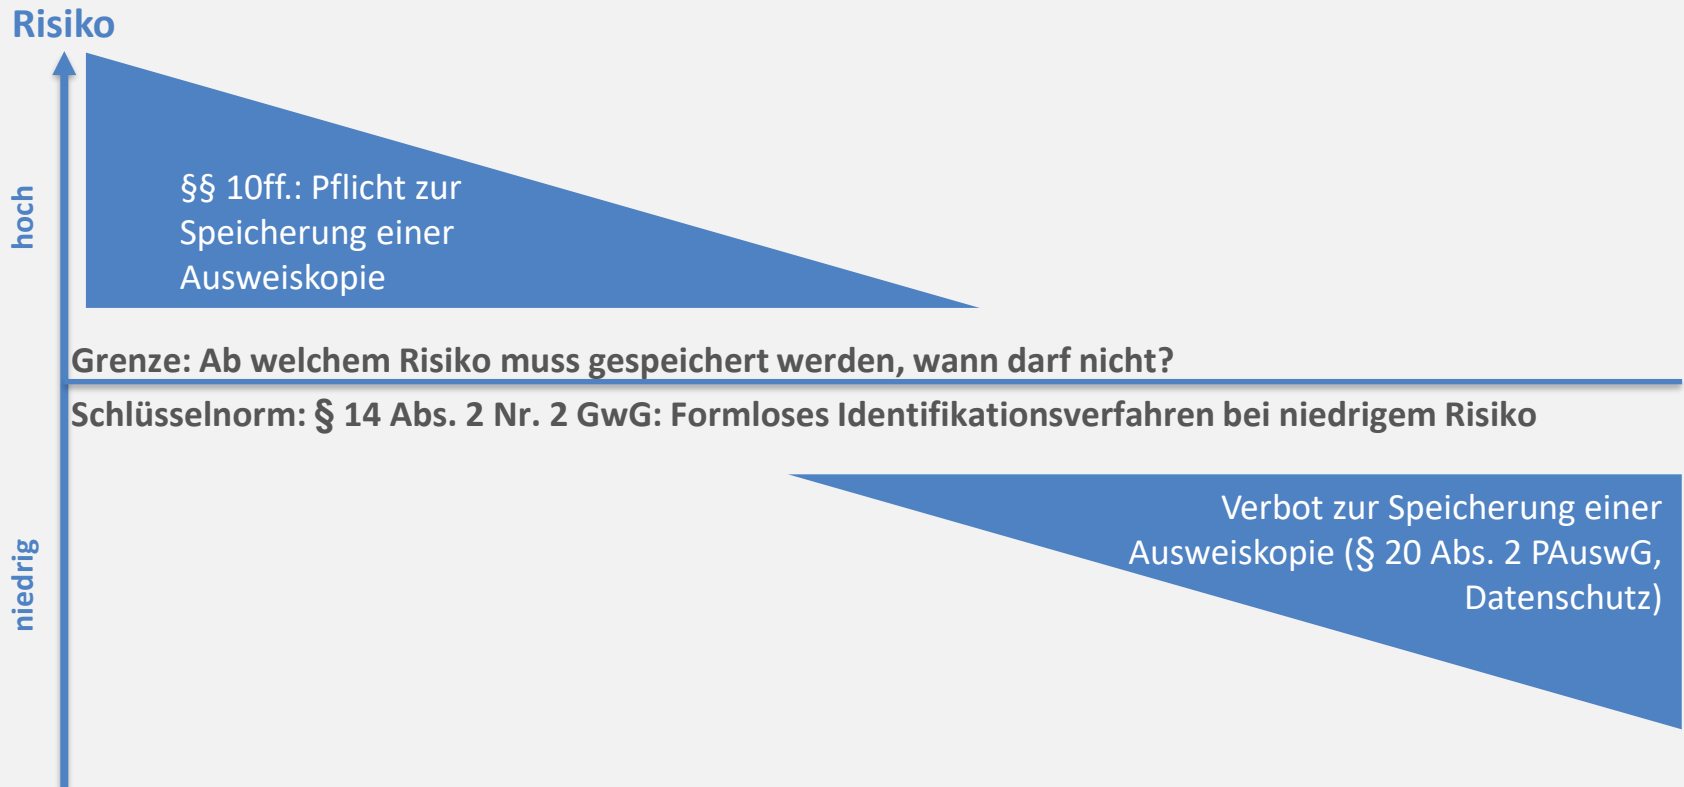 Risiko
hoch
§§ 10ff.: Pflicht zur
Speicherung einer
Ausweiskopie
Grenze: Ab welchem Risiko muss gespeichert werden, wann darf nicht?
Schlüsselnorm: § 14 Abs. 2 Nr. 2 GwG: Formloses Identifikationsverfahren bei niedrigem Risiko
niedrig
Verbot zur Speicherung einer
Ausweiskopie (§ 20 Abs. 2 PAuswG,
Datenschutz)